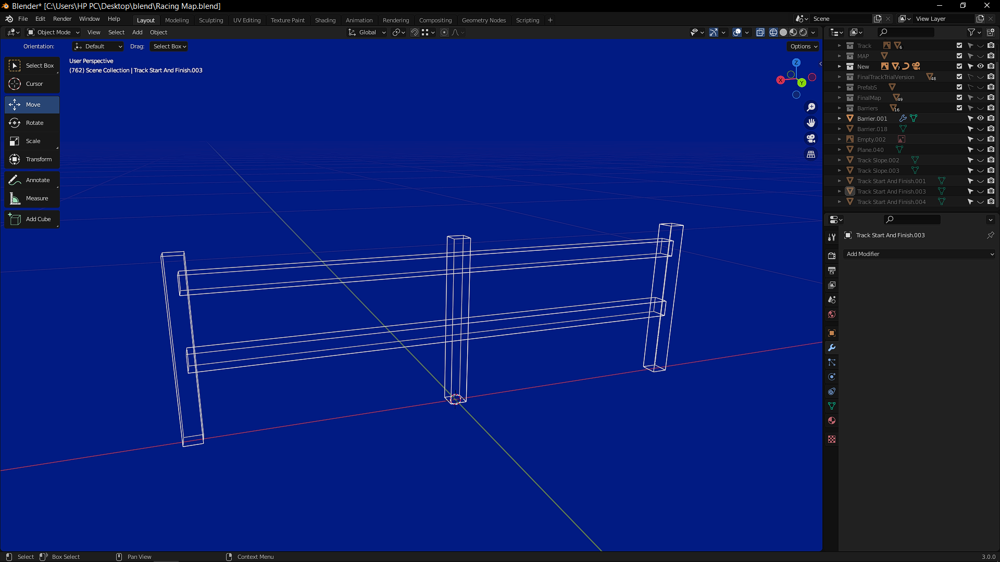 Blender* [C:\Users\HP PC\Desktop\blend\Racing Map.blend]
File Edit Render Window Help Layout Modeling Sculpting UV Editing Texture Paint Shading Animation Rendering Compositing Geometry Nodes Scripting + Scene View Layer
Object Mode View Select Add Object Global
Orientation: Default Drag: Select Box Options
User Perspective
(762) Scene Collection | Track Start And Finish.003
Select Box
Cursor
Move
Rotate
Scale
Transform
Annotate
Measure
Add Cube
Z
X
Y
Track 6
MAP
New 7
FinalTrackTrialVersion 48
PrefabS
FinalMap 49
Barriers 16
Barrier.001
Barrier.018
Empty.002
Plane.040
Track Slope.002
Track Slope.003
Track Start And Finish.001
Track Start And Finish.003
Track Start And Finish.004
Track Start And Finish.003
Add Modifier
Select Box Select Pan View Context Menu 3.0.0